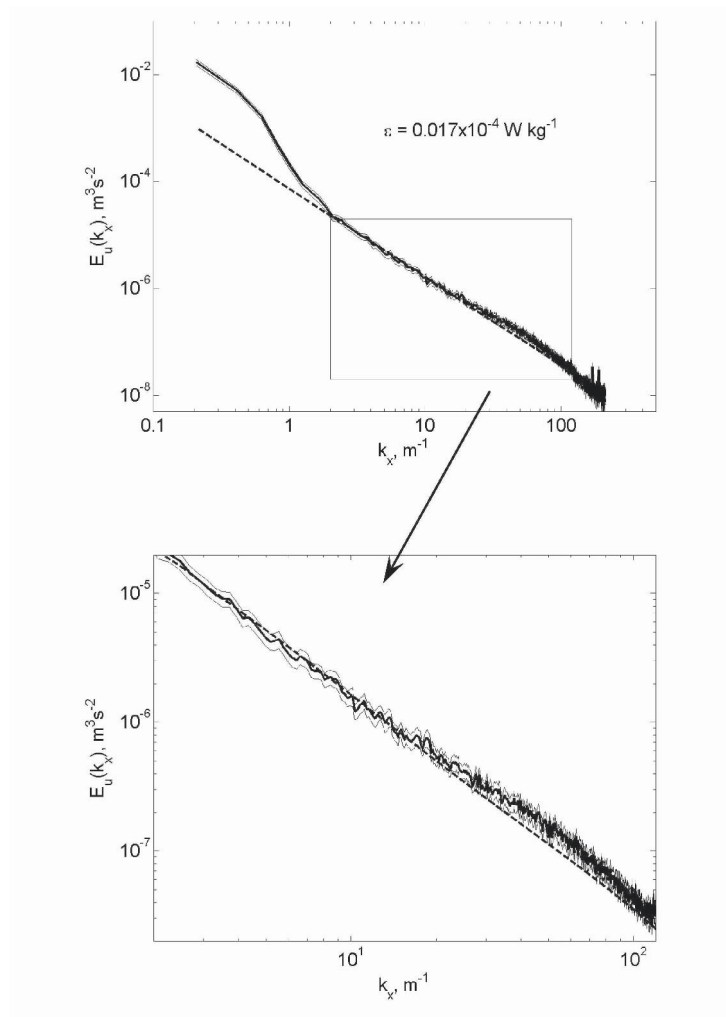 10⁻²
ε = 0.017x10⁻⁴ W kg⁻¹
10⁻⁴
E_u(k_x), m³s⁻²
10⁻⁶
10⁻⁸
0.1 1 10 100
k_x, m⁻¹
10⁻⁵
10⁻⁶
E_u(k_x), m³s⁻²
10⁻⁷
10¹ 10²
k_x, m⁻¹